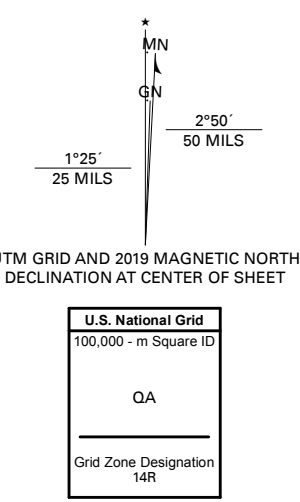 ★
MN
GN
2°50´
50 MILS
1°25´
25 MILS
UTM GRID AND 2019 MAGNETIC NORTH
DECLINATION AT CENTER OF SHEET
U.S. National Grid
100,000 - m Square ID
QA
Grid Zone Designation
14R